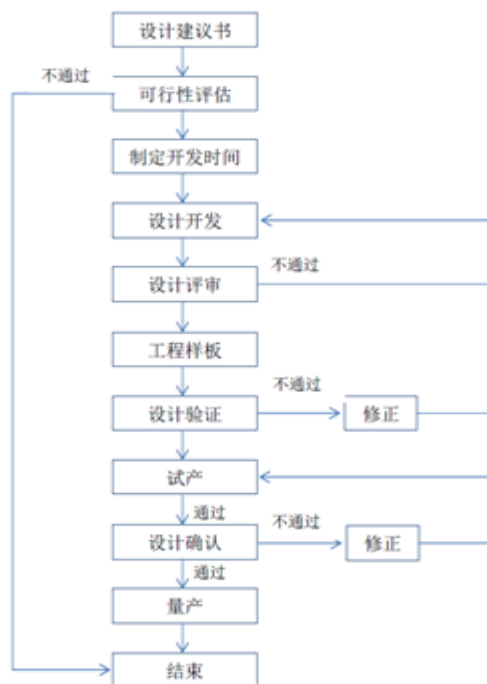 设计建议书
不通过
可行性评估
制定开发时间
设计开发
不通过
设计评审
工程样板
不通过
设计验证
修正
试产
通过
不通过
设计确认
修正
通过
量产
结束